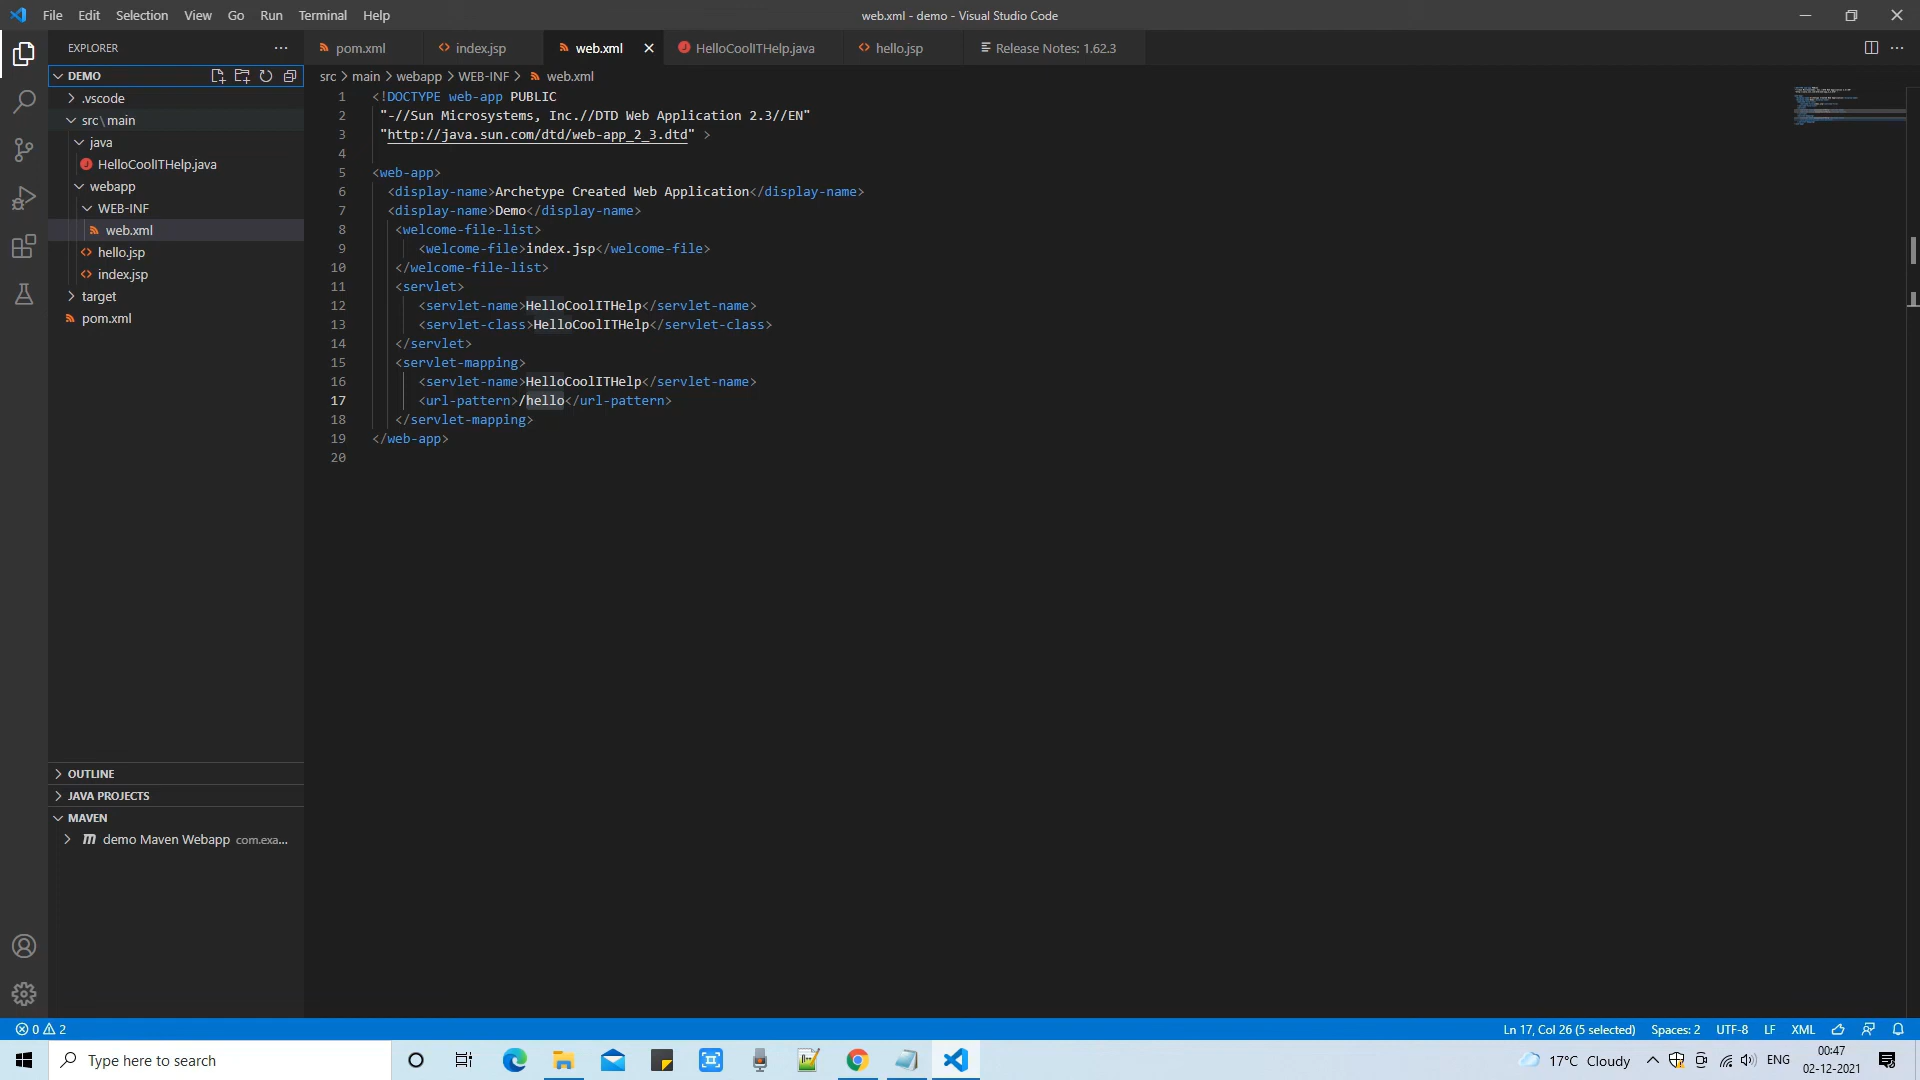 File Edit Selection View Go Run Terminal Help
web.xml - demo - Visual Studio Code
EXPLORER
DEMO
.vscode
src\main
java
HelloCoolITHelp.java
webapp
WEB-INF
web.xml
hello.jsp
index.jsp
target
pom.xml
OUTLINE
JAVA PROJECTS
MAVEN
demo Maven Webapp com.exa...
pom.xml index.jsp web.xml HelloCoolITHelp.java hello.jsp Release Notes: 1.62.3
src > main > webapp > WEB-INF > web.xml
1 <!DOCTYPE web-app PUBLIC
2 "-//Sun Microsystems, Inc.//DTD Web Application 2.3//EN"
3 "http://java.sun.com/dtd/web-app_2_3.dtd" >
4
5 <web-app>
6 <display-name>Archetype Created Web Application</display-name>
7 <display-name>Demo</display-name>
8 <welcome-file-list>
9 <welcome-file>index.jsp</welcome-file>
10 </welcome-file-list>
11 <servlet>
12 <servlet-name>HelloCoolITHelp</servlet-name>
13 <servlet-class>HelloCoolITHelp</servlet-class>
14 </servlet>
15 <servlet-mapping>
16 <servlet-name>HelloCoolITHelp</servlet-name>
17 <url-pattern>/hello</url-pattern>
18 </servlet-mapping>
19 </web-app>
20
0 2
Ln 17, Col 26 (5 selected) Spaces: 2 UTF-8 LF XML
Type here to search
17°C Cloudy
ENG
00:47
02-12-2021